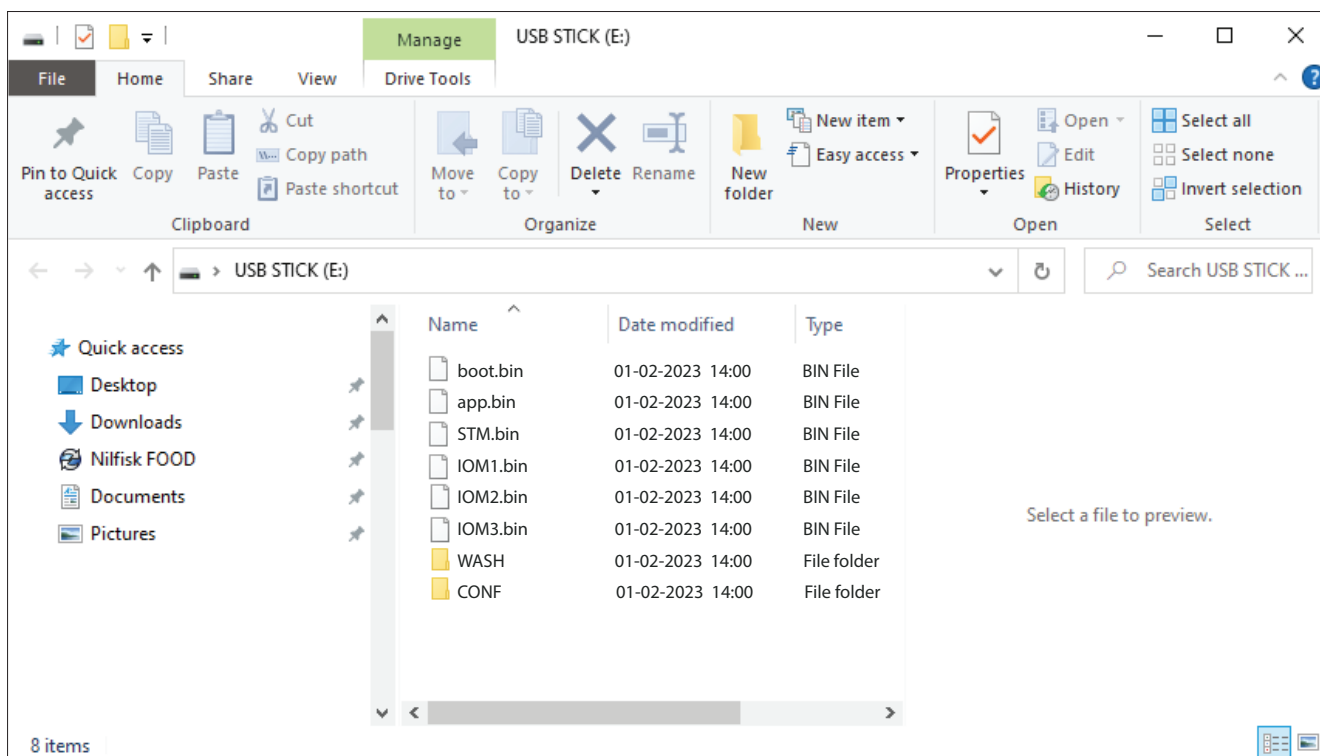 Manage USB STICK (E:)
File Home Share View Drive Tools
?
Pin to Quick access
Copy
Paste
Cut
Copy path
Paste shortcut
Clipboard
Move to
Copy to
Delete
Rename
Organize
New folder
New item
Easy access
New
Properties
Open
Edit
History
Open
Select all
Select none
Invert selection
Select
USB STICK (E:)
Search USB STICK ...
Quick access
Desktop
Downloads
Nilfisk FOOD
Documents
Pictures
Name Date modified Type
boot.bin 01-02-2023 14:00 BIN File
app.bin 01-02-2023 14:00 BIN File
STM.bin 01-02-2023 14:00 BIN File
IOM1.bin 01-02-2023 14:00 BIN File
IOM2.bin 01-02-2023 14:00 BIN File
IOM3.bin 01-02-2023 14:00 BIN File
WASH 01-02-2023 14:00 File folder
CONF 01-02-2023 14:00 File folder
Select a file to preview.
8 items